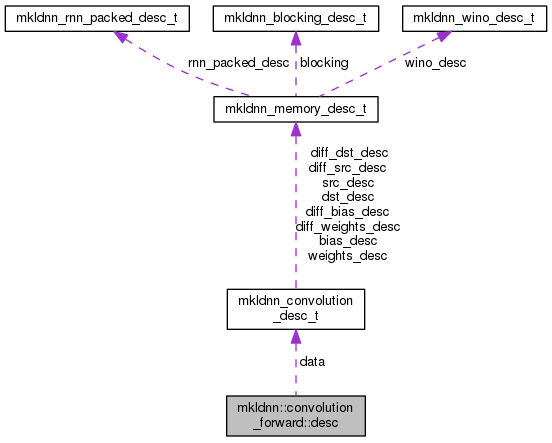 mkldnn_rnn_packed_desc_t
mkldnn_blocking_desc_t
mkldnn_wino_desc_t
rnn_packed_desc
blocking
wino_desc
mkldnn_memory_desc_t
diff_dst_desc
diff_src_desc
src_desc
dst_desc
diff_bias_desc
diff_weights_desc
bias_desc
weights_desc
mkldnn_convolution
_desc_t
data
mkldnn::convolution
_forward::desc